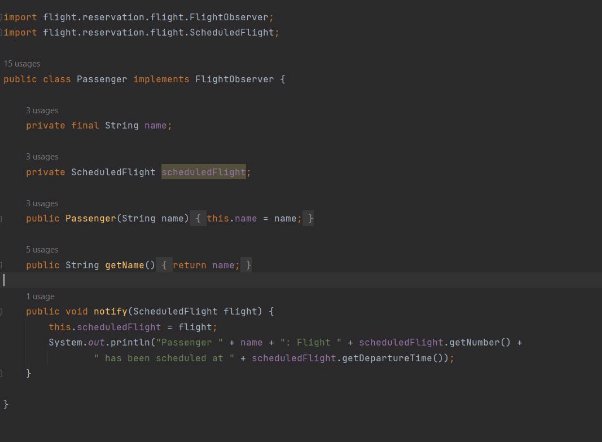 import flight.reservation.flight.FlightObserver;
import flight.reservation.flight.ScheduledFlight;
15 usages
public class Passenger implements FlightObserver {
3 usages
private final String name;
3 usages
private ScheduledFlight scheduledFlight;
3 usages
public Passenger(String name) { this.name = name; }
5 usages
public String getName() { return name; }
1 usage
public void notify(ScheduledFlight flight) {
this.scheduledFlight = flight;
System.out.println("Passenger " + name + ": Flight " + scheduledFlight.getNumber() +
" has been scheduled at " + scheduledFlight.getDepartureTime());
}
}